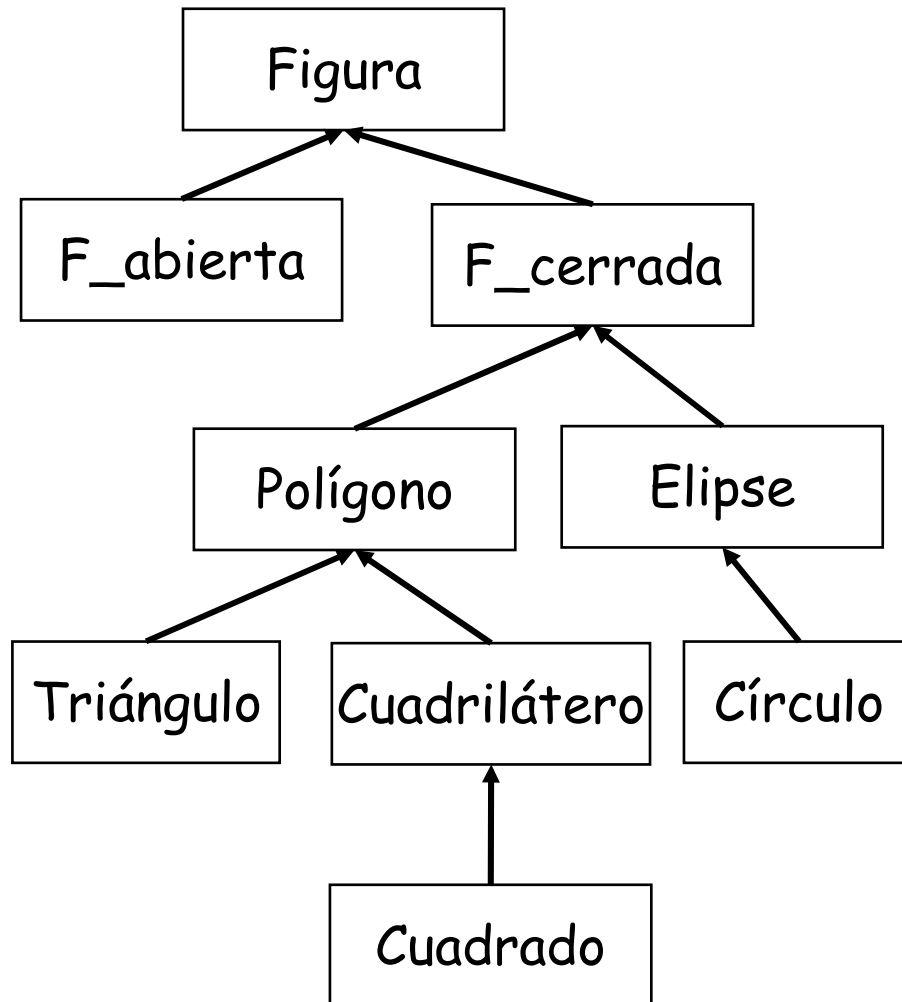 Figura
F_abierta
F_cerrada
Polígono
Elipse
Triángulo
Cuadrilátero
Círculo
Cuadrado